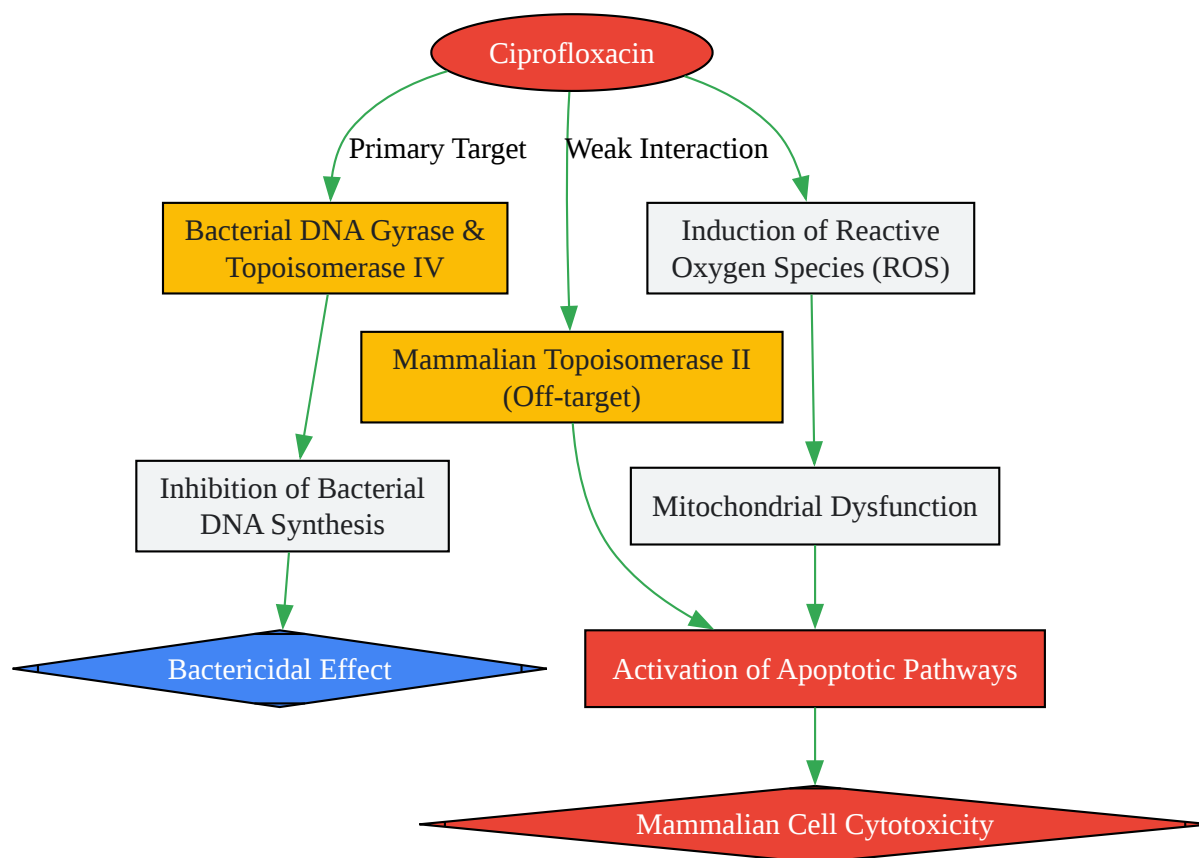 Ciprofloxacin
Primary Target
Weak Interaction
Bacterial DNA Gyrase &
Topoisomerase IV
Induction of Reactive
Oxygen Species (ROS)
Mammalian Topoisomerase II
(Off-target)
Inhibition of Bacterial
DNA Synthesis
Mitochondrial Dysfunction
Bactericidal Effect
Activation of Apoptotic Pathways
Mammalian Cell Cytotoxicity